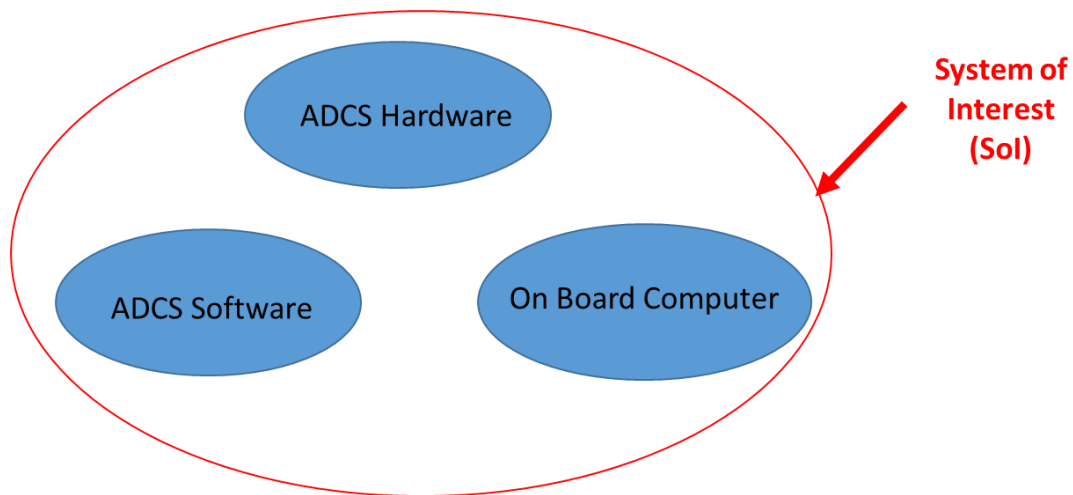 ADCS Hardware
System of
Interest
(SoI)
ADCS Software
On Board Computer